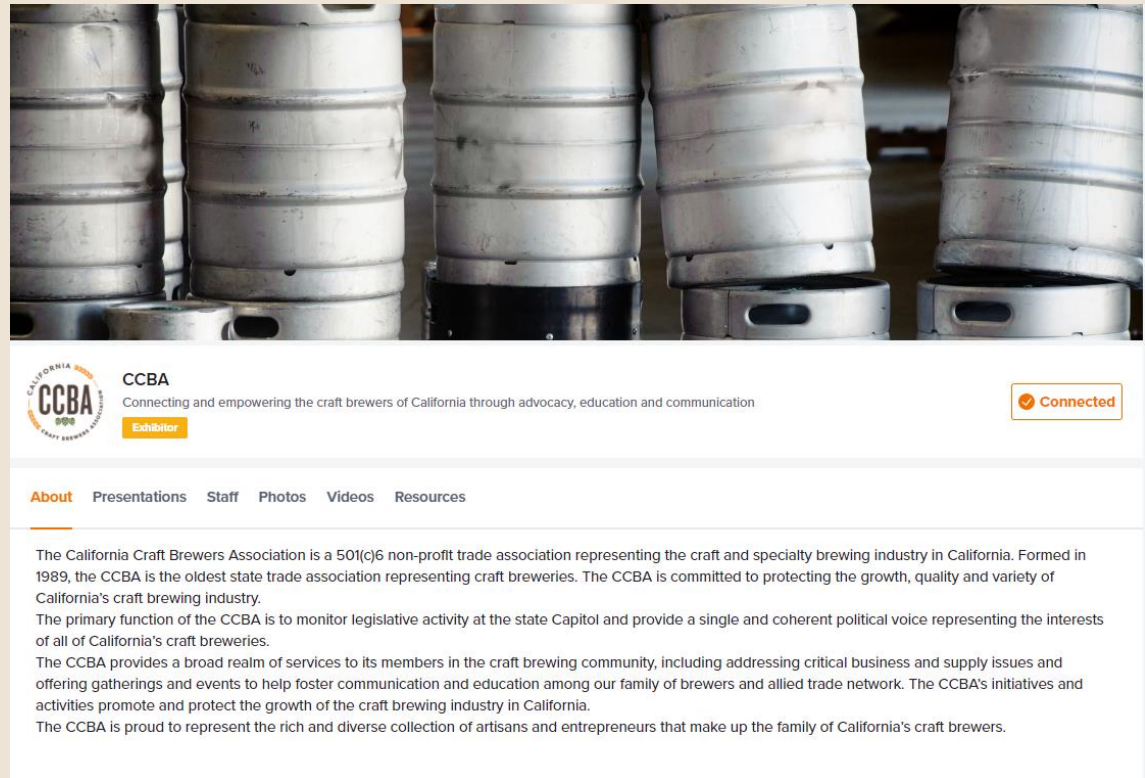 CALIFORNIA
CCBA
CRAFT BREWERS ASSOCIATION
CCBA
Connecting and empowering the craft brewers of California through advocacy, education and communication
Exhibitor
Connected
About Presentations Staff Photos Videos Resources
The California Craft Brewers Association is a 501(c)6 non-profit trade association representing the craft and specialty brewing industry in California. Formed in
1989, the CCBA is the oldest state trade association representing craft breweries. The CCBA is committed to protecting the growth, quality and variety of
California's craft brewing industry.
The primary function of the CCBA is to monitor legislative activity at the state Capitol and provide a single and coherent political voice representing the interests
of all of California's craft breweries.
The CCBA provides a broad realm of services to its members in the craft brewing community, including addressing critical business and supply issues and
offering gatherings and events to help foster communication and education among our family of brewers and allied trade network. The CCBA's initiatives and
activities promote and protect the growth of the craft brewing industry in California.
The CCBA is proud to represent the rich and diverse collection of artisans and entrepreneurs that make up the family of California's craft brewers.